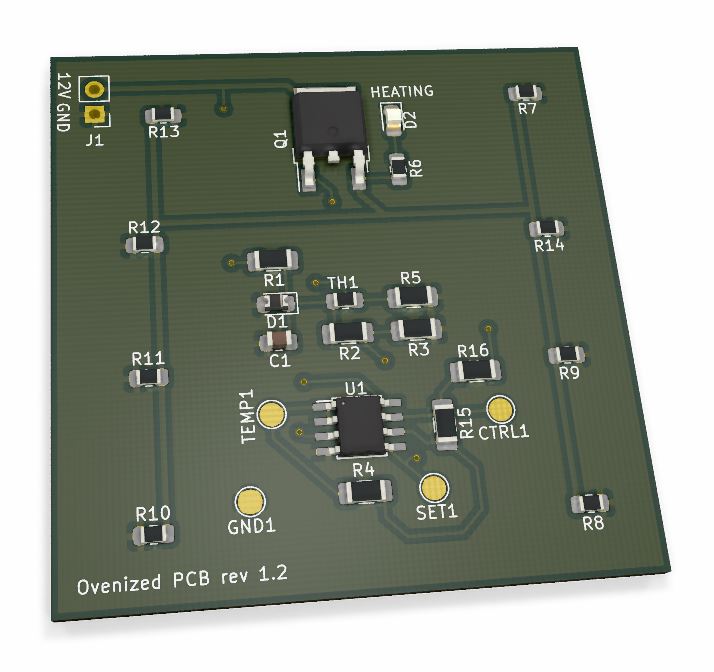 12V GND
J1
R13
Q1
HEATING
D2
R6
R7
R12
R14
R1
TH1
R5
D1
C1
R2
R3
R16
R11
R9
U1
TEMP1
R15
CTRL1
R4
R10
GND1
SET1
R8
Ovenized PCB rev 1.2